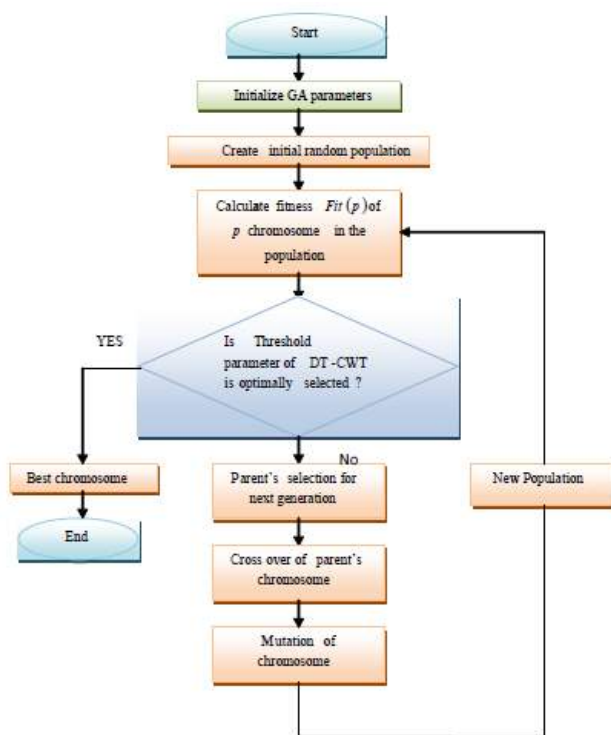 Start
Initialize GA parameters
Create initial random population
Calculate fitness Fit(p) of
p chromosome in the
population
YES
Is Threshold
parameter of DT-CWT
is optimally selected ?
No
Best chromosome
Parent's selection for
next generation
New Population
End
Cross over of parent's
chromosome
Mutation of
chromosome